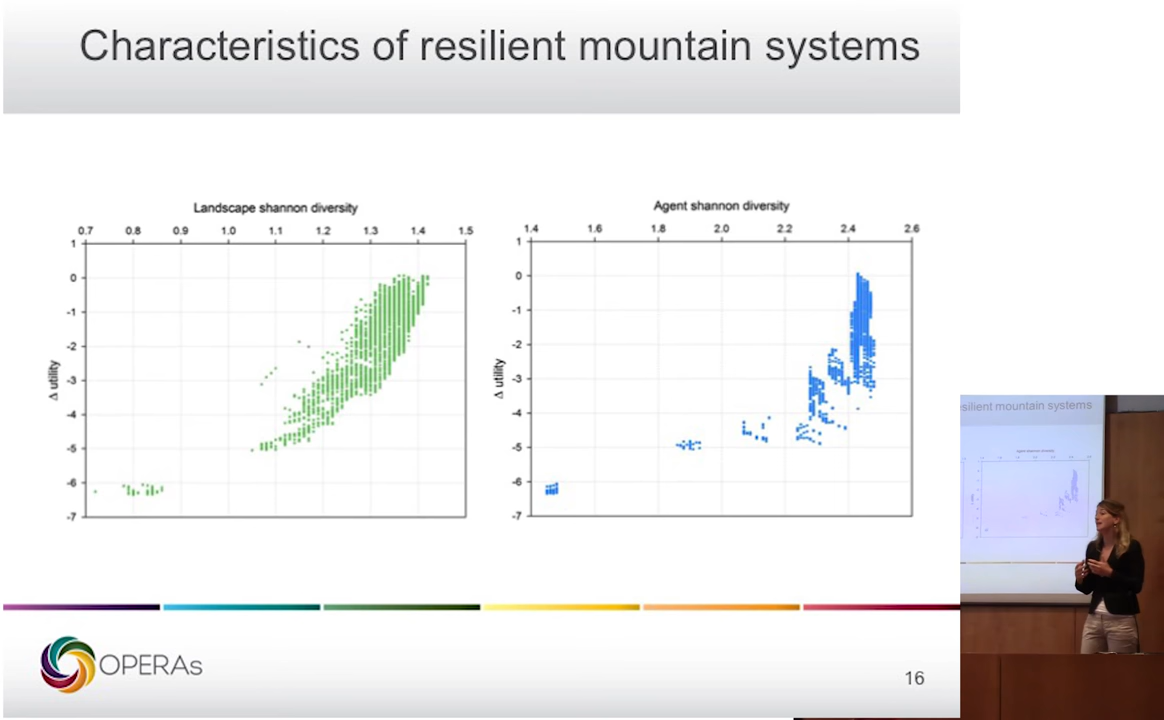 Characteristics of resilient mountain systems
Landscape shannon diversity
0.7 0.8 0.9 1.0 1.1 1.2 1.3 1.4 1.5
1
0
-1
-2
-3
-4
-5
-6
-7
Δ utility
Agent shannon diversity
1.4 1.6 1.8 2.0 2.2 2.4 2.6
1
0
-1
-2
-3
-4
-5
-6
-7
Δ utility
esilient mountain systems
Agent shannon diversity
OPERAs
16